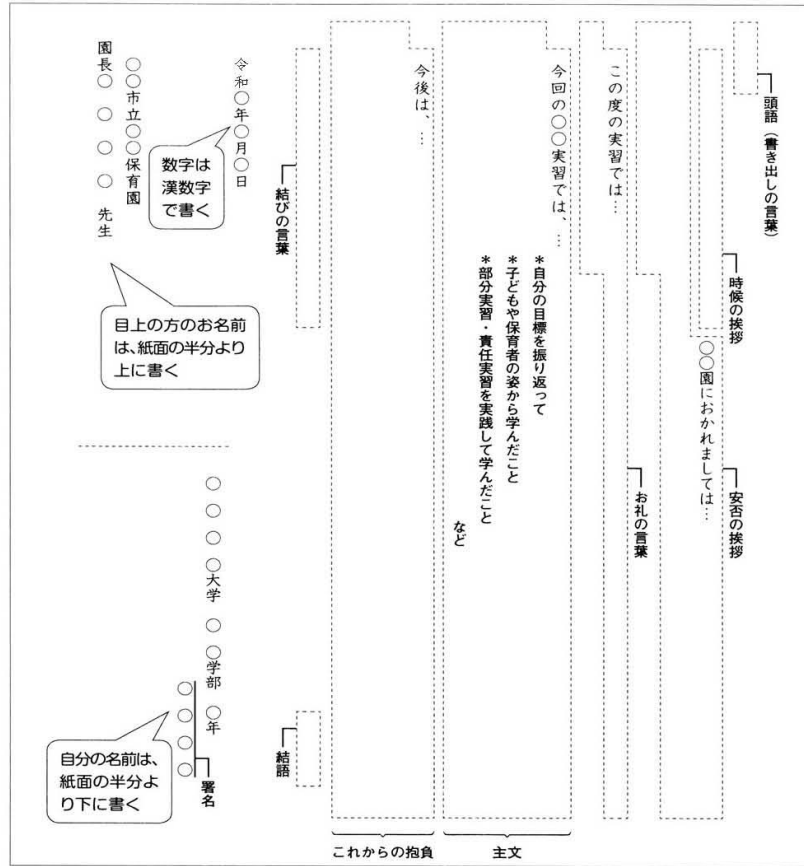 頭語（書き出しの言葉）
時候の挨拶
○○園におかれましては…
安否の挨拶
この度の実習では…
お礼の言葉
今回の○○実習では、…
＊自分の目標を振り返って
＊子どもや保育者の姿から学んだこと
＊部分実習・責任実習を実践して学んだこと
など
主文
今後は、…
これからの抱負
結びの言葉
結語
令和○年○月○日
数字は
漢数字
で書く
○○○○大学　○○学部　○年
○○○○
署名
自分の名前は、
紙面の半分よ
り下に書く
○○市立○○保育園
園長○　○　○　○　先生
目上の方のお名前
は、紙面の半分より
上に書く